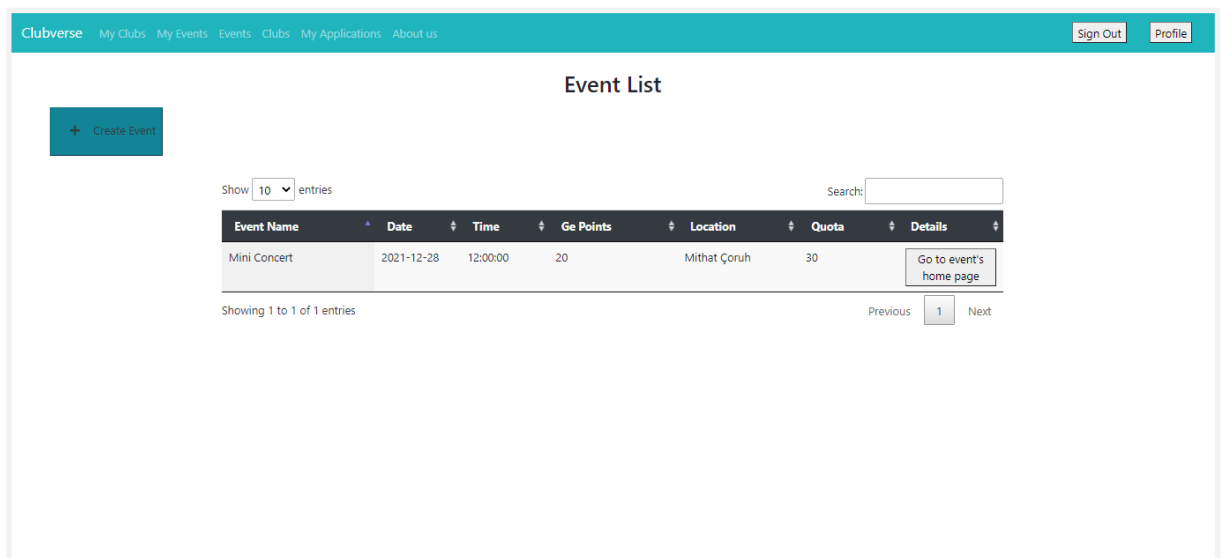 Clubverse My Clubs My Events Events Clubs My Applications About us Sign Out Profile
Event List
+ Create Event
Show 10 entries Search:
Event Name Date Time Ge Points Location Quota Details
Mini Concert 2021-12-28 12:00:00 20 Mithat Çoruh 30 Go to event's
home page
Showing 1 to 1 of 1 entries Previous 1 Next